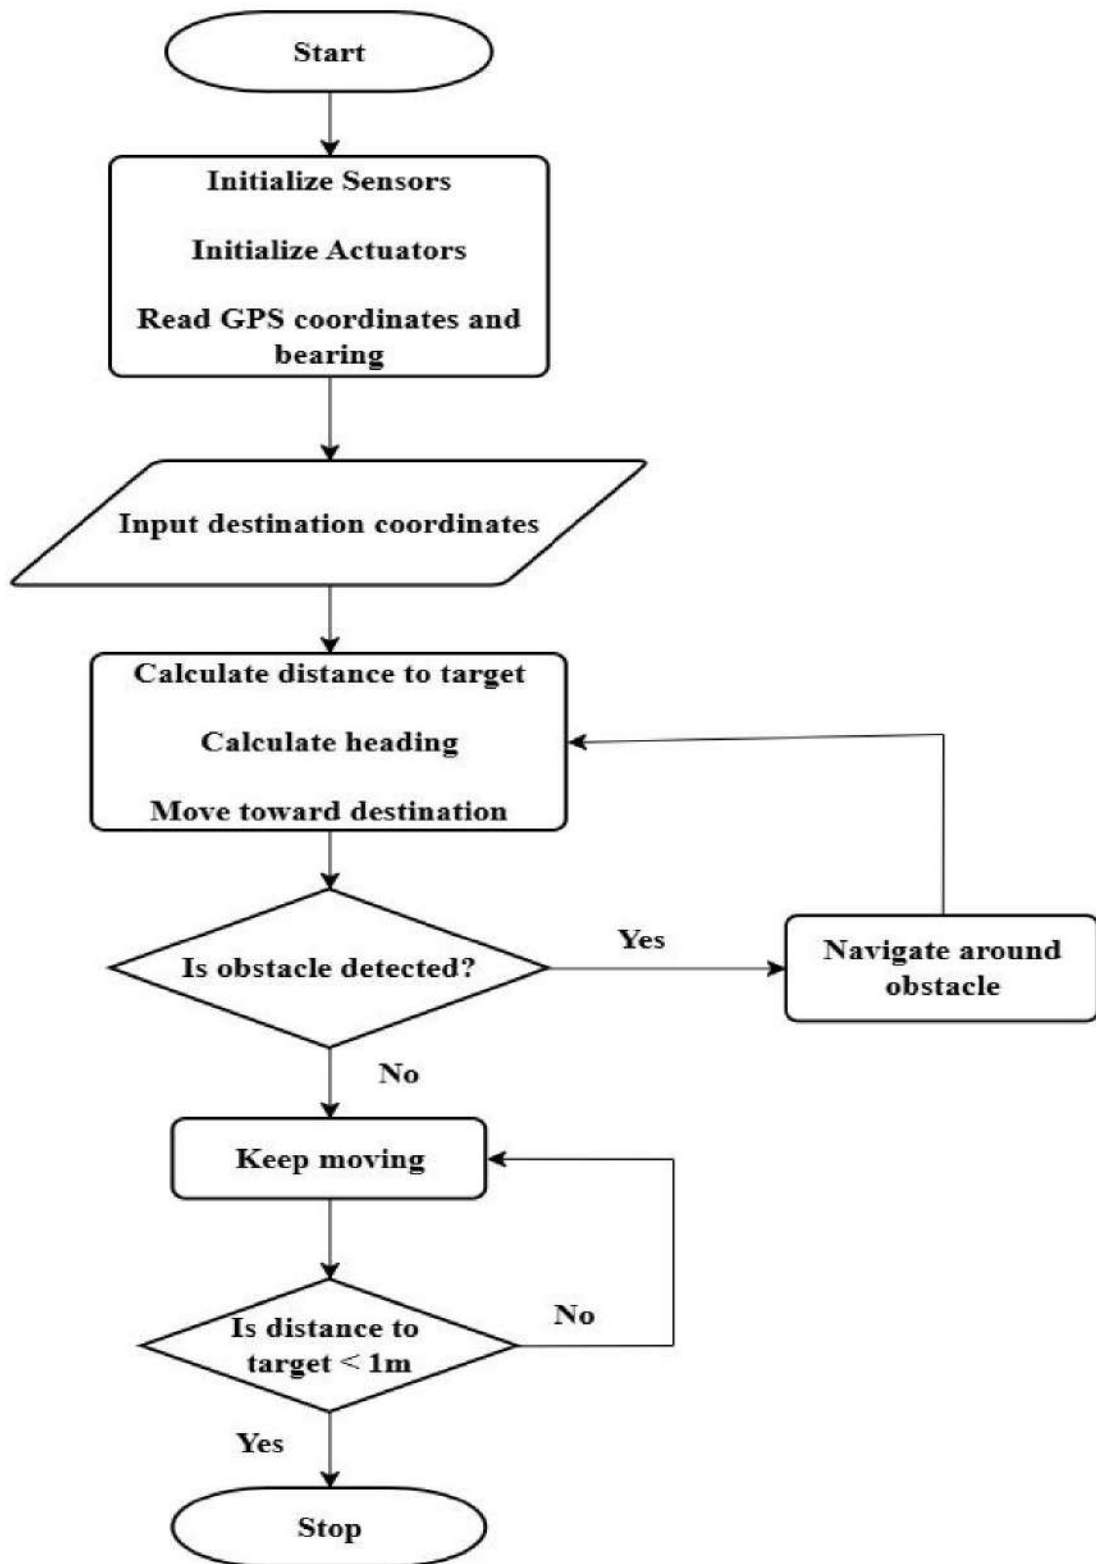 Start
Initialize Sensors
Initialize Actuators
Read GPS coordinates and
bearing
Input destination coordinates
Calculate distance to target
Calculate heading
Move toward destination
Is obstacle detected?
Yes
Navigate around
obstacle
No
Keep moving
Is distance to
target < 1m
No
Yes
Stop